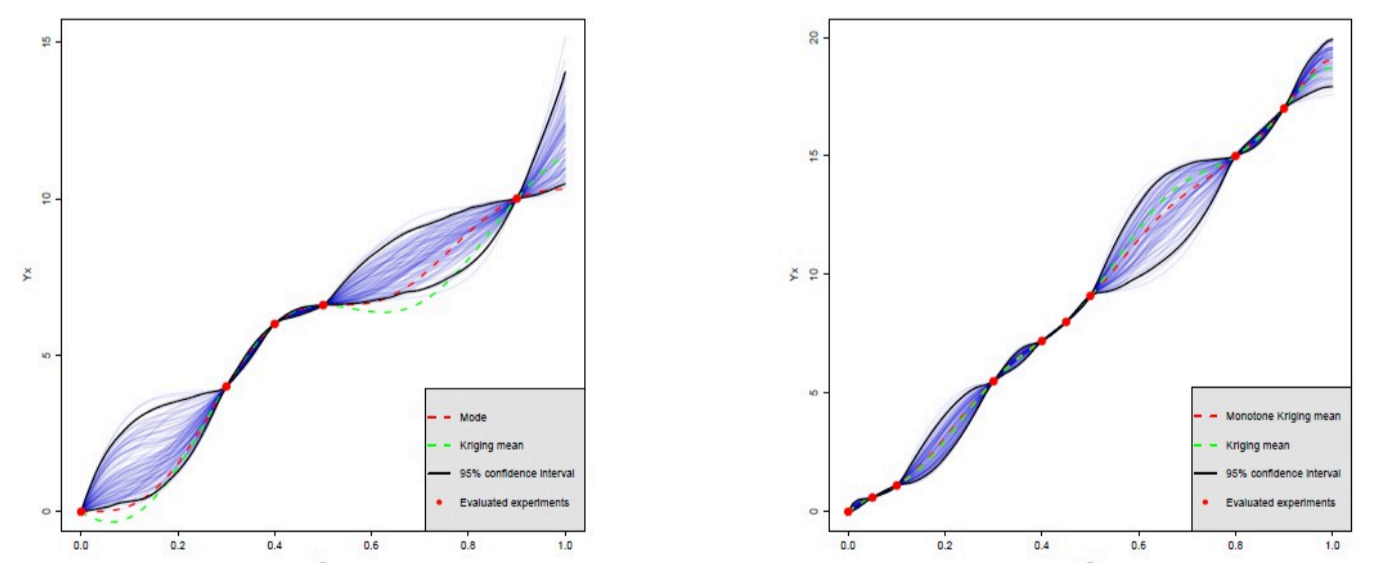 15
10
5
0
Yx
0.0 0.2 0.4 0.6 0.8 1.0
Mode
Kriging mean
95% confidence interval
Evaluated experiments
20
15
10
5
0
Yx
0.0 0.2 0.4 0.6 0.8 1.0
Monotone Kriging mean
Kriging mean
95% confidence interval
Evaluated experiments